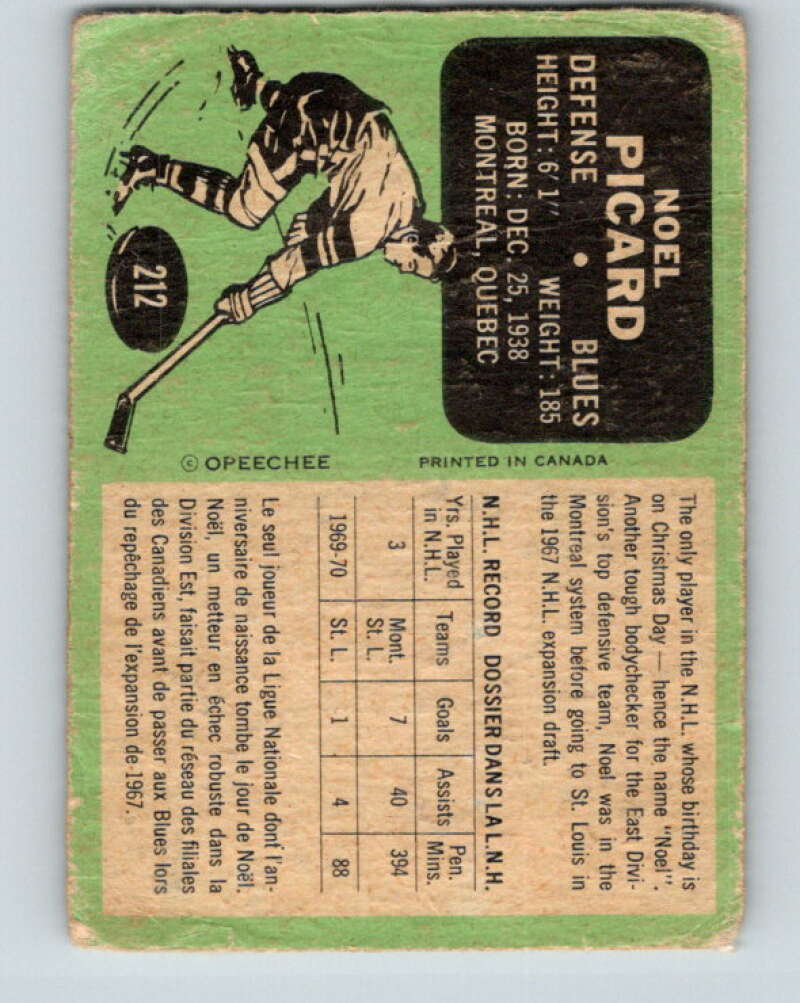 NOEL
PICARD
DEFENSE • BLUES
HEIGHT: 6'1" WEIGHT: 185
BORN: DEC. 25, 1938
MONTREAL, QUEBEC
212
© OPEECHEE
PRINTED IN CANADA
The only player in the N.H.L. whose birthday is
on Christmas Day — hence the name "Noel".
Another tough bodychecker for the East Divi-
sion's top defensive team, Noel was in the
Montreal system before going to St. Louis in
the 1967 N.H.L. expansion draft.
N.H.L. RECORD DOSSIER DANS LA L.N.H.
Yrs. Played in N.H.L. Teams Goals Assists Pen. Mins.
3 Mont. St. L. 7 40 394
1969-70 St. L. 1 4 88
Le seul joueur de la Ligue Nationale dont l'an-
niversaire de naissance tombe le jour de Noël.
Noël, un metteur en échec robuste dans la
Division Est, faisait partie du réseau des filiales
des Canadiens avant de passer aux Blues lors
du repêchage de l'expansion de 1967.